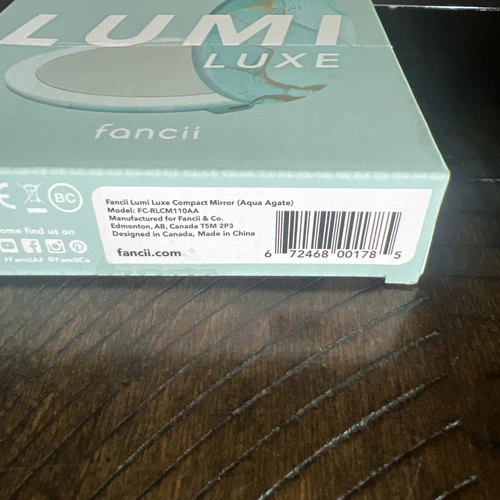 LUMI
LUXE
fancii
CE
BC
Fancii Lumi Luxe Compact Mirror (Aqua Agate)
Model: FC-RLCM110AA
Manufactured for Fancii & Co.
Edmonton, AB, Canada T5M 2P3
Designed in Canada, Made in China
fancii.com
6 72468 00178 5
ome find us on
#FanciiAF @FanciiCo